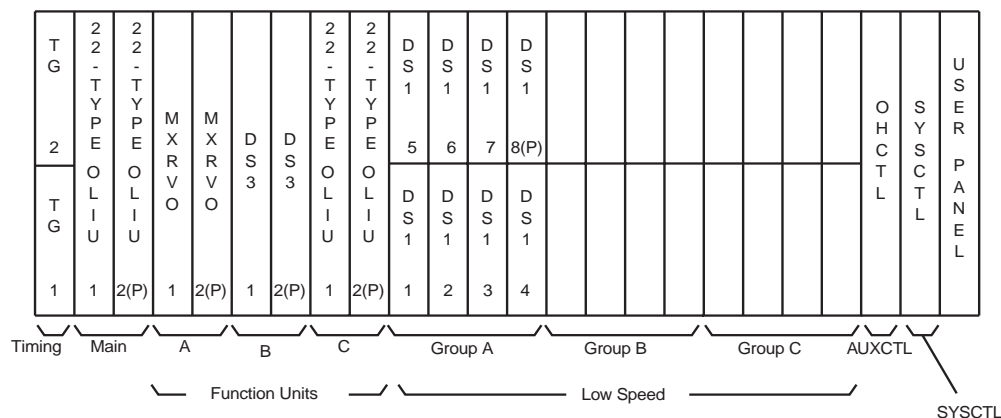 TG 2
TG 1
22-TYPE OLIU 1
22-TYPE OLIU 2(P)
MXRVO 1
MXRVO 2(P)
DS3 1
DS3 2(P)
22-TYPE OLIU 1
22-TYPE OLIU 2(P)
DS1 5
DS1 6
DS1 7
DS1 8(P)
DS1 1
DS1 2
DS1 3
DS1 4
OHCTL
SYSCTL
USER PANEL
Timing
Main
A
B
C
Group A
Group B
Group C
AUXCTL
Function Units
Low Speed
SYSCTL